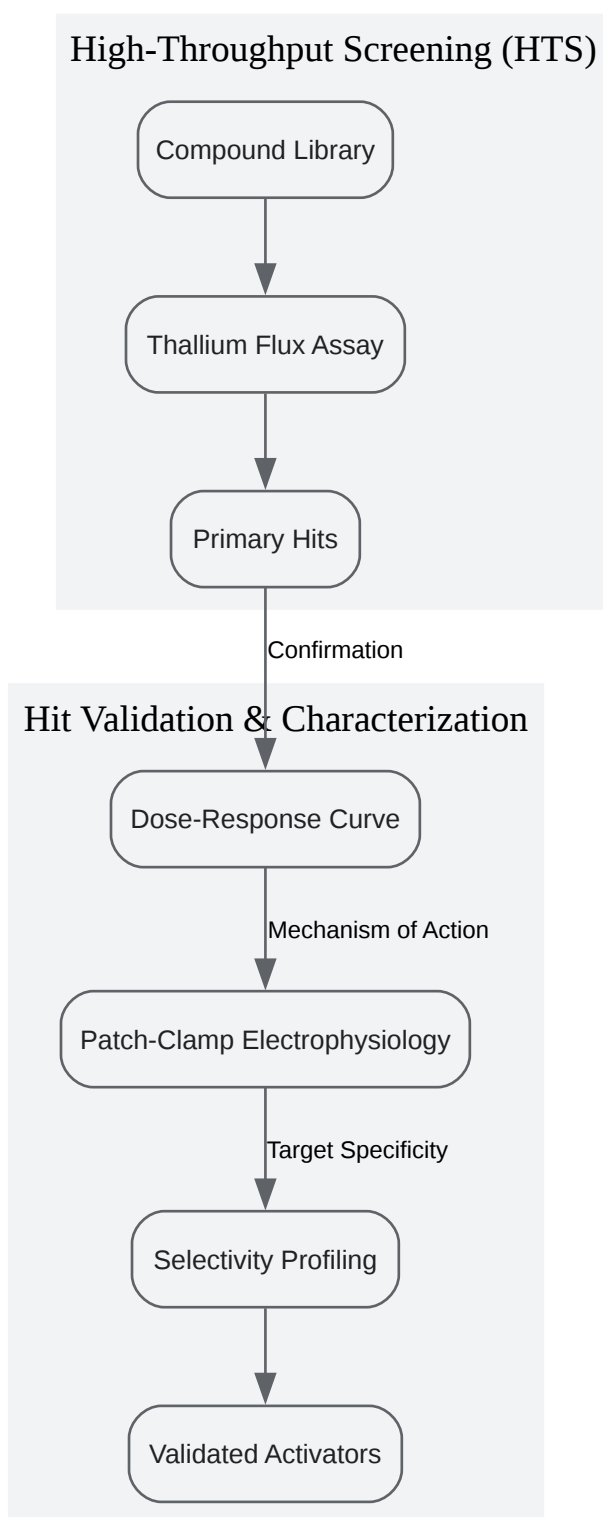 High-Throughput Screening (HTS)
Compound Library
Thallium Flux Assay
Primary Hits
Confirmation
Hit Validation & Characterization
Dose-Response Curve
Mechanism of Action
Patch-Clamp Electrophysiology
Target Specificity
Selectivity Profiling
Validated Activators